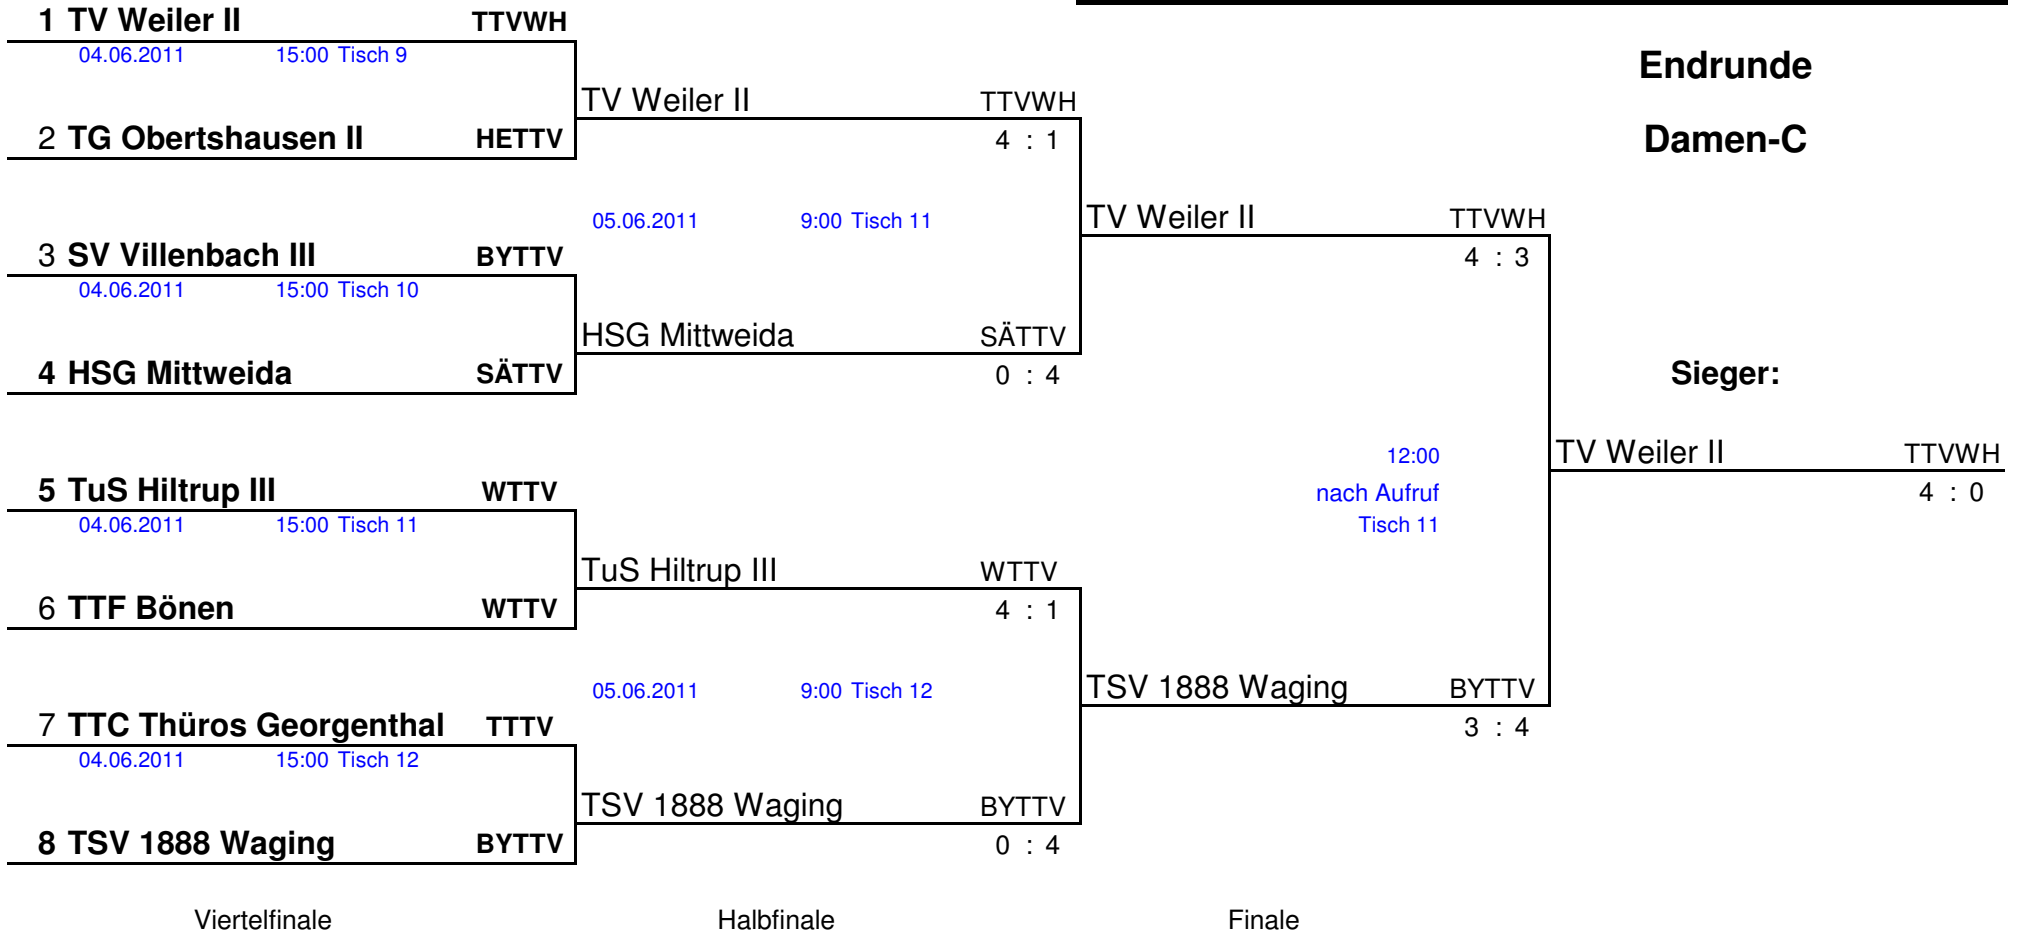 1 TV Weiler II TTVWH
04.06.2011 15:00 Tisch 9
Endrunde
TV Weiler II TTVWH
2 TG Obertshausen II HETTV
4 : 1
Damen-C
05.06.2011 9:00 Tisch 11
TV Weiler II TTVWH
3 SV Villenbach III BYTTV
4 : 3
04.06.2011 15:00 Tisch 10
HSG Mittweida SÄTTV
4 HSG Mittweida SÄTTV
0 : 4
Sieger:
12:00
TV Weiler II TTVWH
5 TuS Hiltrup III WTTV
nach Aufruf
4 : 0
04.06.2011 15:00 Tisch 11
Tisch 11
TuS Hiltrup III WTTV
6 TTF Bönen WTTV
4 : 1
05.06.2011 9:00 Tisch 12
TSV 1888 Waging BYTTV
7 TTC Thüros Georgenthal TTTV
3 : 4
04.06.2011 15:00 Tisch 12
TSV 1888 Waging BYTTV
8 TSV 1888 Waging BYTTV
0 : 4
Viertelfinale Halbfinale Finale